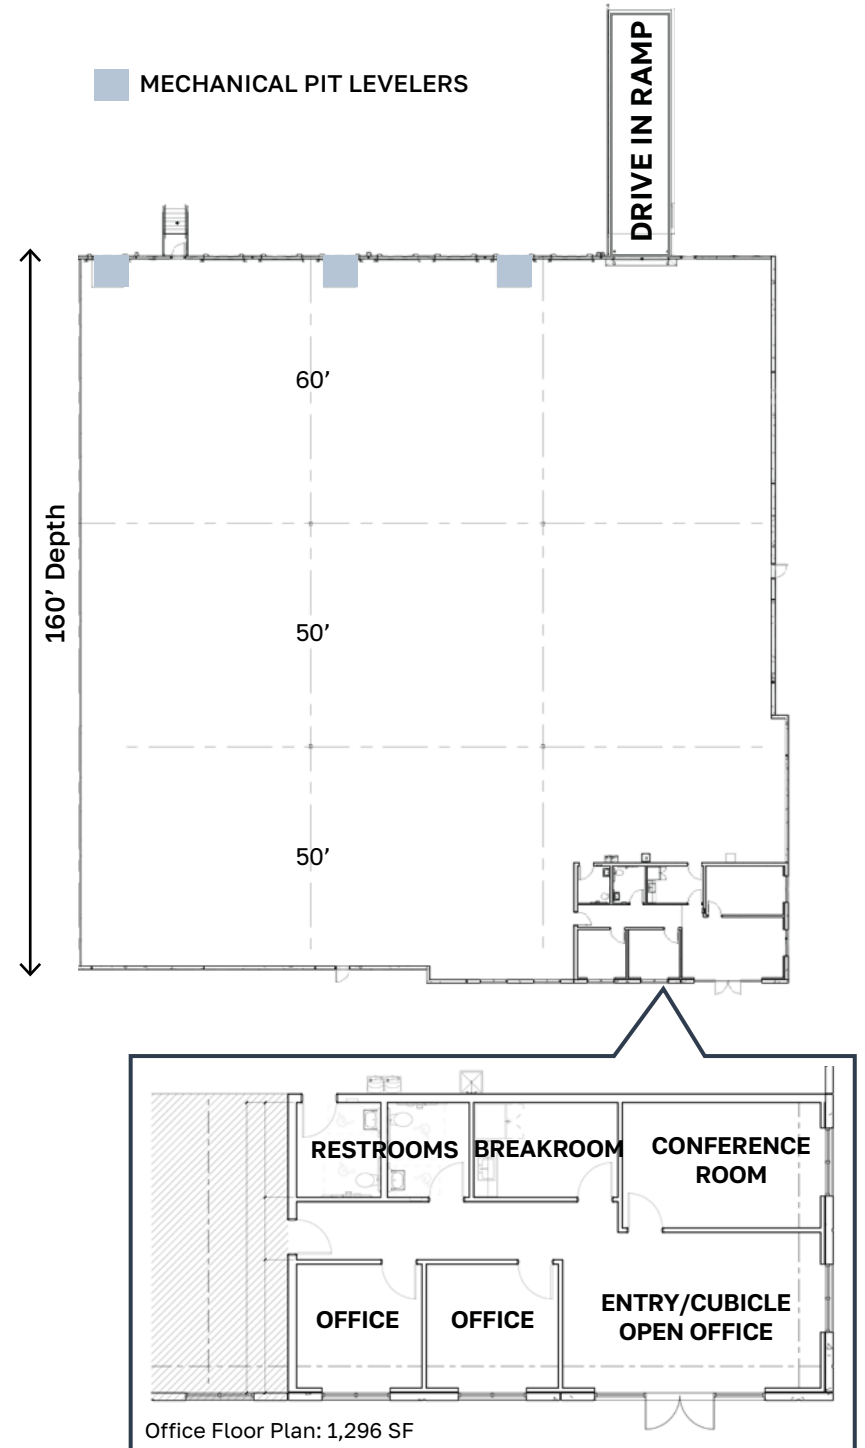 DRIVE IN RAMP
MECHANICAL PIT LEVELERS
60’
160’ Depth
50’
50’
RESTROOMS
BREAKROOM
CONFERENCE
ROOM
OFFICE
OFFICE
ENTRY/CUBICLE
OPEN OFFICE
Office Floor Plan: 1,296 SF